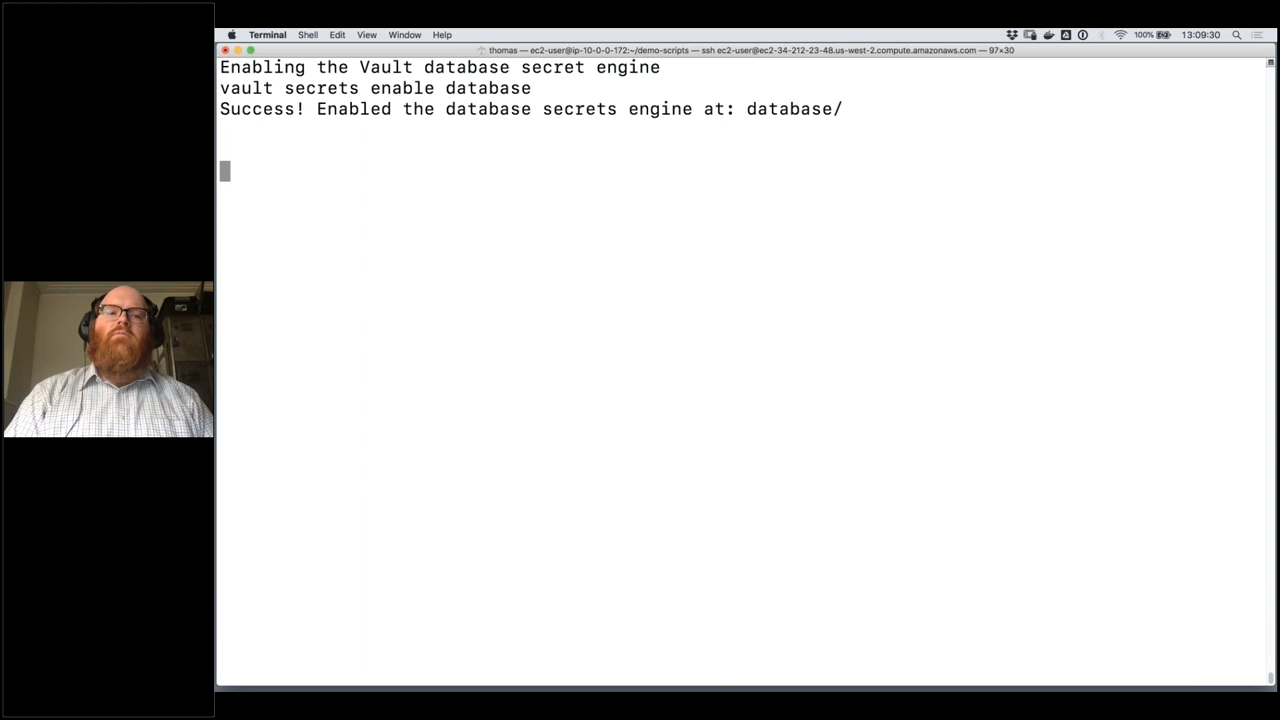 Terminal Shell Edit View Window Help 100% 13:09:30
thomas — ec2-user@ip-10-0-0-172:~/demo-scripts — ssh ec2-user@ec2-34-212-23-48.us-west-2.compute.amazonaws.com — 97×30
Enabling the Vault database secret engine
vault secrets enable database
Success! Enabled the database secrets engine at: database/